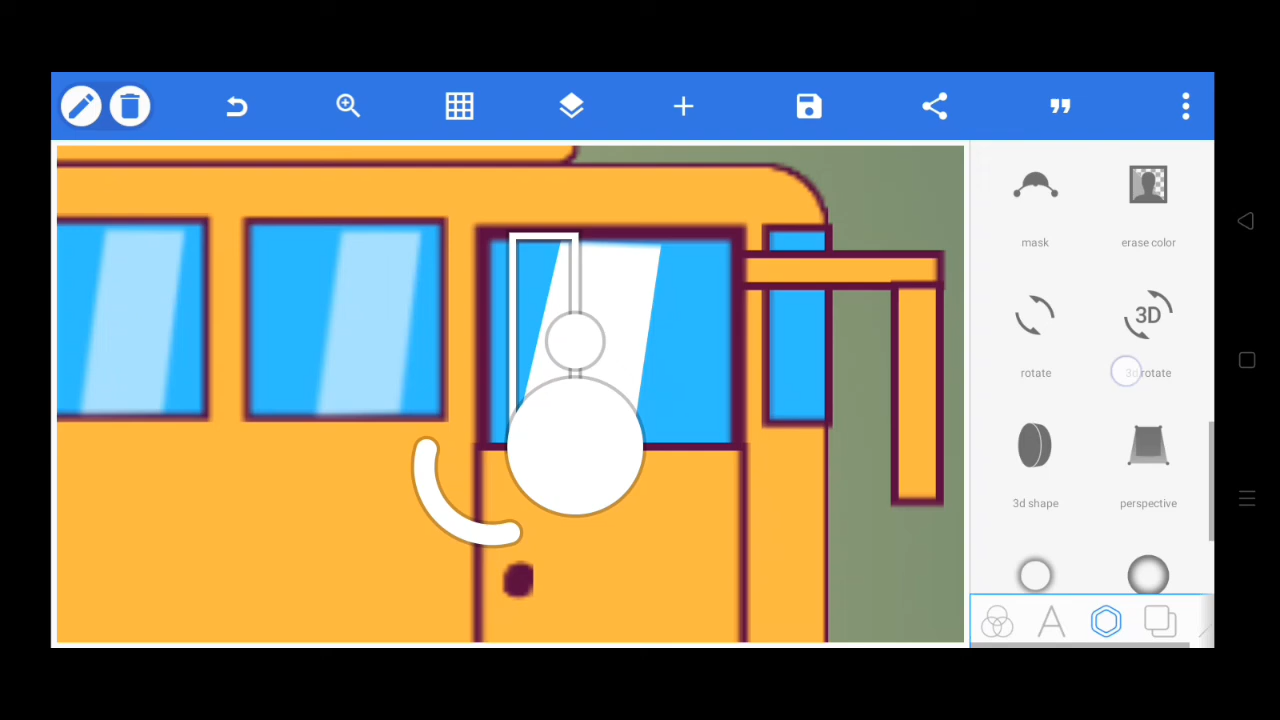 mask
erase color
rotate
3D
3d rotate
3d shape
perspective
A